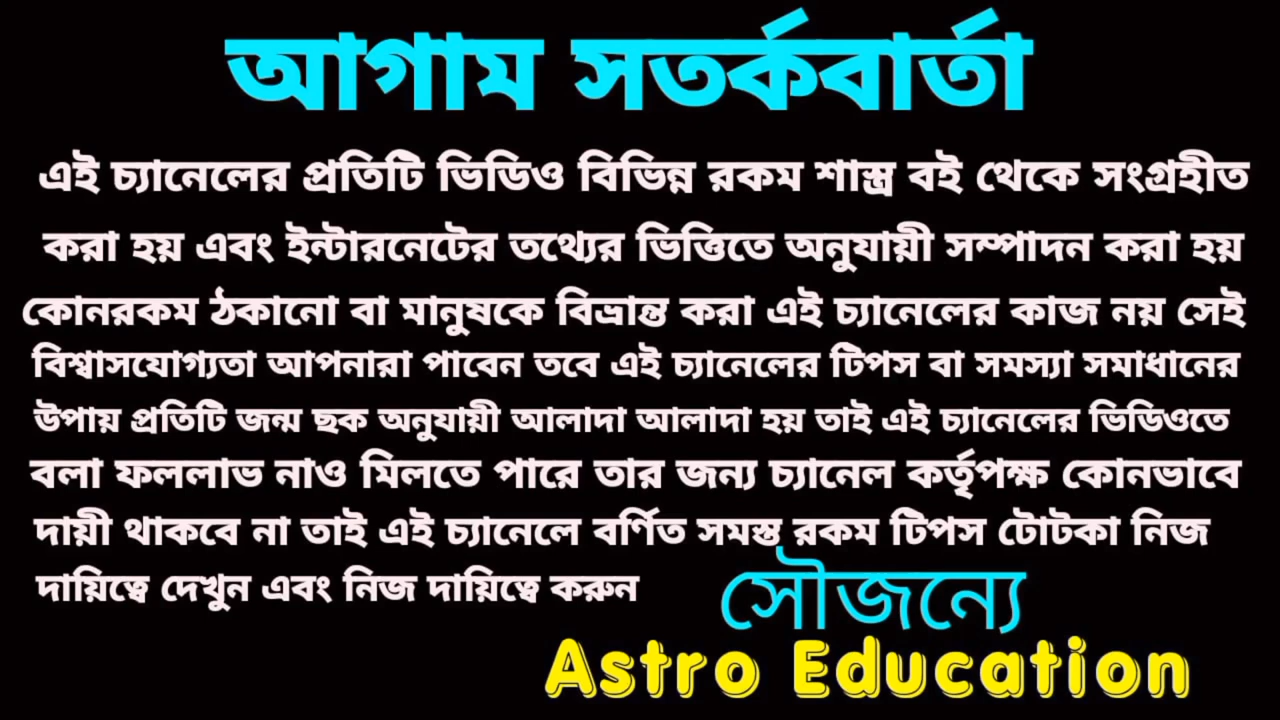 আগাম সতর্কবার্তা
এই চ্যানেলের প্রতিটি ভিডিও বিভিন্ন রকম শাস্ত্র বই থেকে সংগ্রহীত
করা হয় এবং ইন্টারনেটের তথ্যের ভিত্তিতে অনুযায়ী সম্পাদন করা হয়
কোনরকম ঠকানো বা মানুষকে বিভ্রান্ত করা এই চ্যানেলের কাজ নয় সেই
বিশ্বাসযোগ্যতা আপনারা পাবেন তবে এই চ্যানেলের টিপস বা সমস্যা সমাধানের
উপায় প্রতিটি জন্ম ছক অনুযায়ী আলাদা আলাদা হয় তাই এই চ্যানেলের ভিডিওতে
বলা ফললাভ নাও মিলতে পারে তার জন্য চ্যানেল কর্তৃপক্ষ কোনভাবে
দায়ী থাকবে না তাই এই চ্যানেলে বর্ণিত সমস্ত রকম টিপস টোটকা নিজ
দায়িত্বে দেখুন এবং নিজ দায়িত্বে করুন
সৌজন্যে
Astro Education